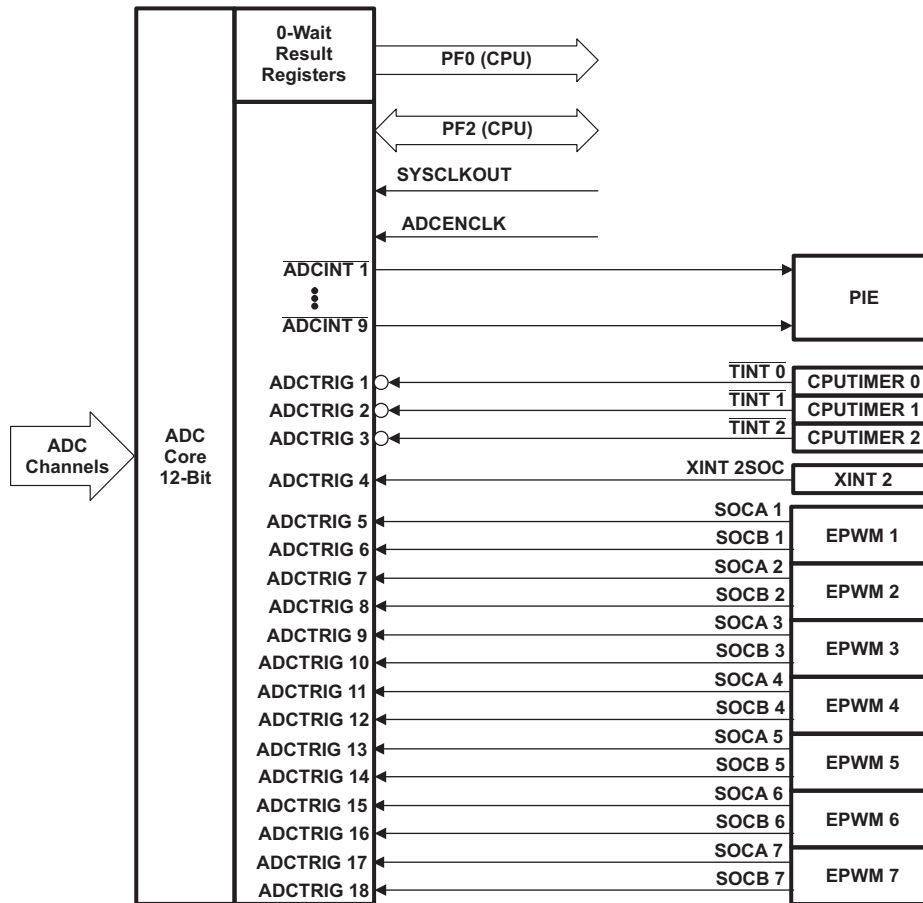 0-Wait
Result
Registers
PF0 (CPU)
PF2 (CPU)
SYSCLKOUT
ADCENCLK
ADCINT 1
PIE
ADCINT 9
TINT 0
ADCTRIG 1
CPUTIMER 0
TINT 1
ADCTRIG 2
CPUTIMER 1
TINT 2
ADCTRIG 3
CPUTIMER 2
ADC
Channels
ADC
Core
12-Bit
XINT 2SOC
ADCTRIG 4
XINT 2
SOCA 1
ADCTRIG 5
EPWM 1
SOCB 1
ADCTRIG 6
SOCA 2
ADCTRIG 7
EPWM 2
SOCB 2
ADCTRIG 8
SOCA 3
ADCTRIG 9
EPWM 3
SOCB 3
ADCTRIG 10
SOCA 4
ADCTRIG 11
EPWM 4
SOCB 4
ADCTRIG 12
SOCA 5
ADCTRIG 13
EPWM 5
SOCB 5
ADCTRIG 14
SOCA 6
ADCTRIG 15
EPWM 6
SOCB 6
ADCTRIG 16
SOCA 7
ADCTRIG 17
EPWM 7
SOCB 7
ADCTRIG 18